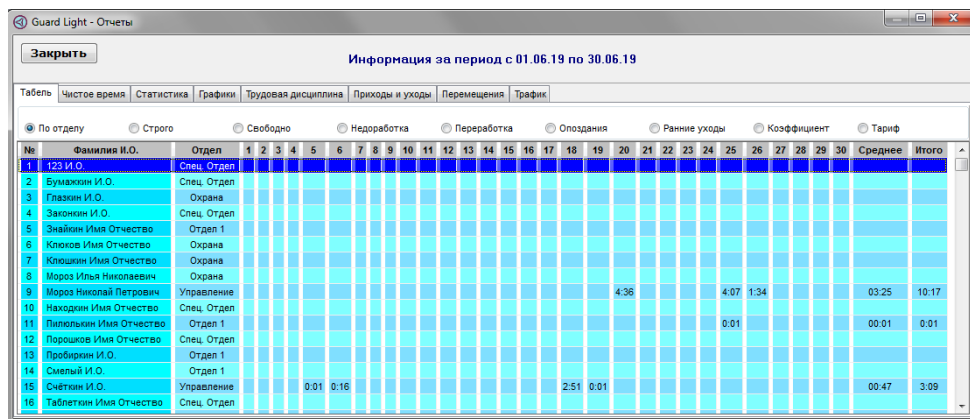 Guard Light - Отчеты
Закрыть
Информация за период с 01.06.19 по 30.06.19
Табель Чистое время Статистика Графики Трудовая дисциплина Приходы и уходы Перемещения Трафик
По отделу Строго Свободно Недоработка Переработка Опоздания Ранние уходы Коэффициент Тариф
№ Фамилия И.О. Отдел 1 2 3 4 5 6 7 8 9 10 11 12 13 14 15 16 17 18 19 20 21 22 23 24 25 26 27 28 29 30 Среднее Итого
1 123 И.О. Спец. Отдел
2 Бумажкин И.О. Спец. Отдел
3 Глазкин И.О. Охрана
4 Законкин И.О. Спец. Отдел
5 Знайкин Имя Отчество Отдел 1
6 Клюков Имя Отчество Охрана
7 Клюшкин Имя Отчество Охрана
8 Мороз Илья Николаевич Охрана
9 Мороз Николай Петрович Управление 4:36 4:07 1:34 03:25 10:17
10 Находкин Имя Отчество Спец. Отдел
11 Пилюлькин Имя Отчество Отдел 1 0:01 00:01 0:01
12 Порошков Имя Отчество Спец. Отдел
13 Пробиркин И.О. Отдел 1
14 Смелый И.О. Отдел 1
15 Счёткин И.О. Управление 0:01 0:16 2:51 0:01 00:47 3:09
16 Таблеткин Имя Отчество Спец. Отдел